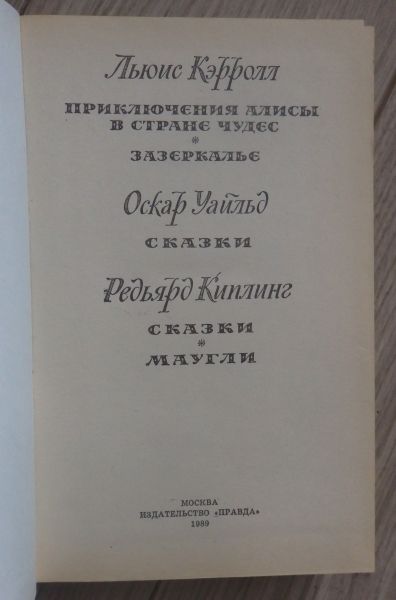 Льюис Кэрролл
ПРИКЛЮЧЕНИЯ АЛИСЫ
В СТРАНЕ ЧУДЕС
*
ЗАЗЕРКАЛЬЕ
Оскар Уайльд
СКАЗКИ
Редьярд Киплинг
СКАЗКИ
*
МАУГЛИ
МОСКВА
ИЗДАТЕЛЬСТВО «ПРАВДА»
1989